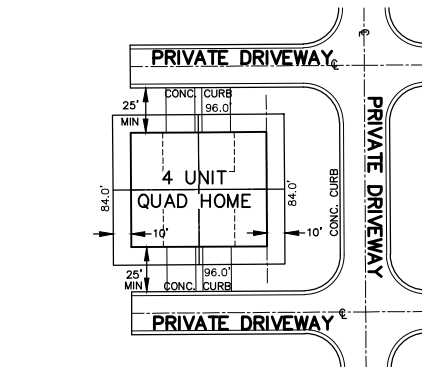 PRIVATE DRIVEWAY
℄
℄
CONC. CURB
25'
MIN
96.0'
PRIVATE DRIVEWAY
4 UNIT
QUAD HOME
84.0'
84.0'
CONC. CURB
10'
10'
25'
MIN
96.0'
CONC. CURB
PRIVATE DRIVEWAY
℄